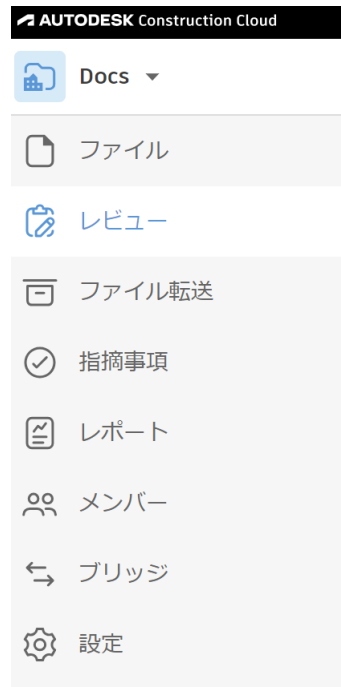 AUTODESK Construction Cloud
Docs
ファイル
レビュー
ファイル転送
指摘事項
レポート
メンバー
ブリッジ
設定